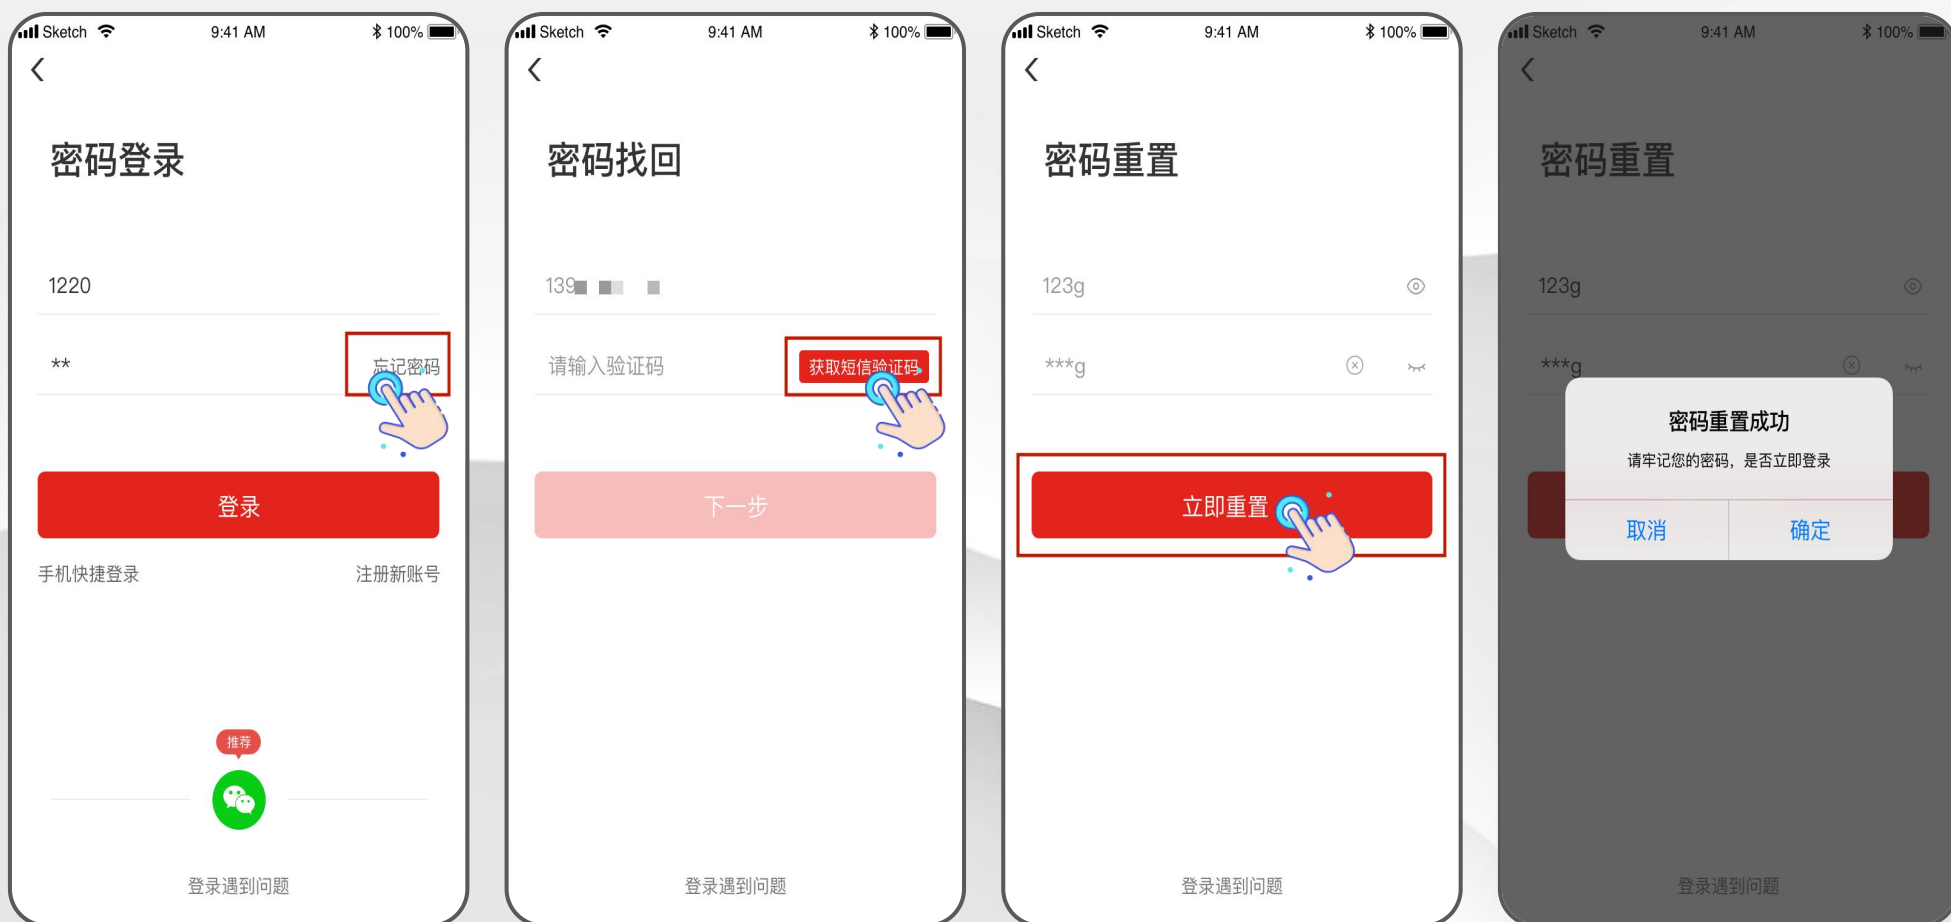 Sketch 9:41 AM 100%
密码登录
1220
** 忘记密码
登录
手机快捷登录 注册新账号
推荐
登录遇到问题
Sketch 9:41 AM 100%
密码找回
139
请输入验证码 获取短信验证码
下一步
登录遇到问题
Sketch 9:41 AM 100%
密码重置
123g
***g
立即重置
登录遇到问题
Sketch 9:41 AM 100%
密码重置
123g
***g
密码重置成功
请牢记您的密码，是否立即登录
取消 确定
登录遇到问题